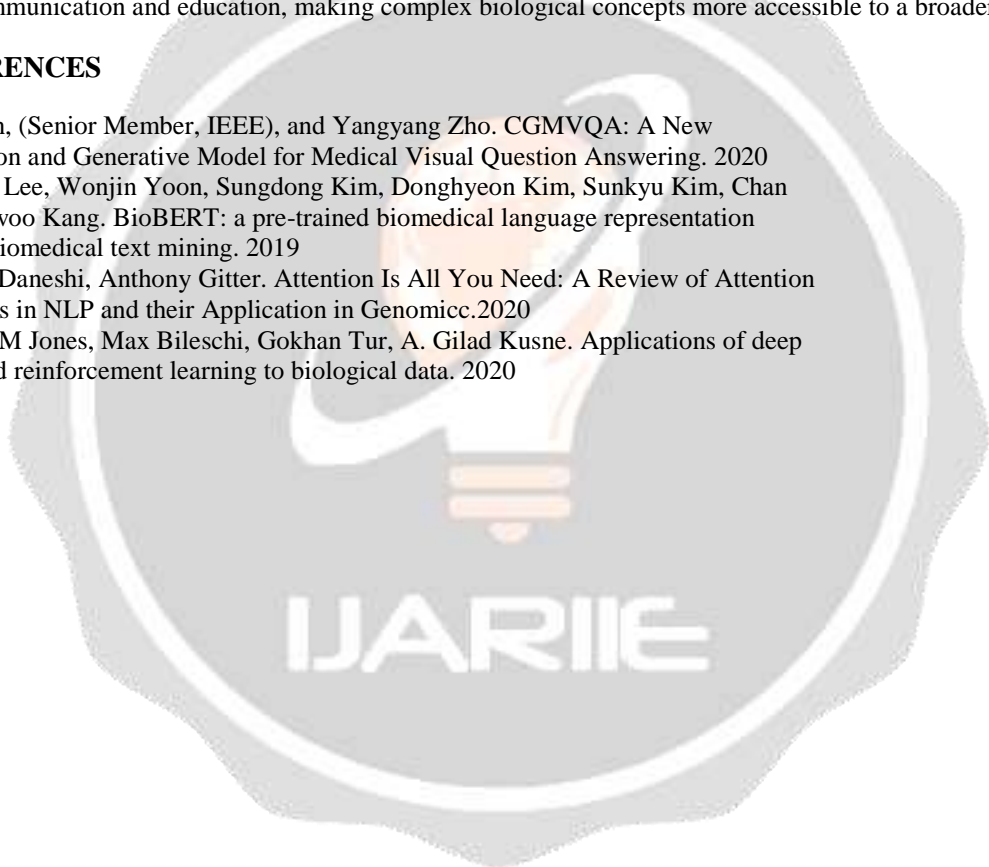 mmunication and education, making complex biological concepts more accessible to a broader
RENCES
n, (Senior Member, IEEE), and Yangyang Zho. CGMVQA: A New
on and Generative Model for Medical Visual Question Answering. 2020
Lee, Wonjin Yoon, Sungdong Kim, Donghyeon Kim, Sunkyu Kim, Chan
woo Kang. BioBERT: a pre-trained biomedical language representation
iomedical text mining. 2019
Daneshi, Anthony Gitter. Attention Is All You Need: A Review of Attention
s in NLP and their Application in Genomicc.2020
M Jones, Max Bileschi, Gokhan Tur, A. Gilad Kusne. Applications of deep
d reinforcement learning to biological data. 2020
IJARIIE